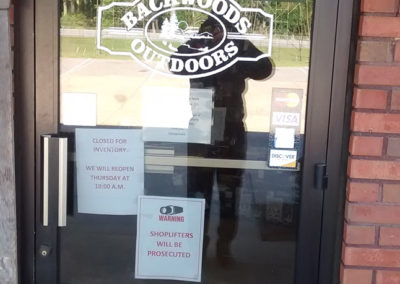 BACKWOODS
OUTDOORS
CLOSED FOR
INVENTORY
WE WILL REOPEN
THURSDAY AT
10:00 A.M.
VISA
DISCOVER
WARNING
SHOPLIFTERS
WILL BE
PROSECUTED